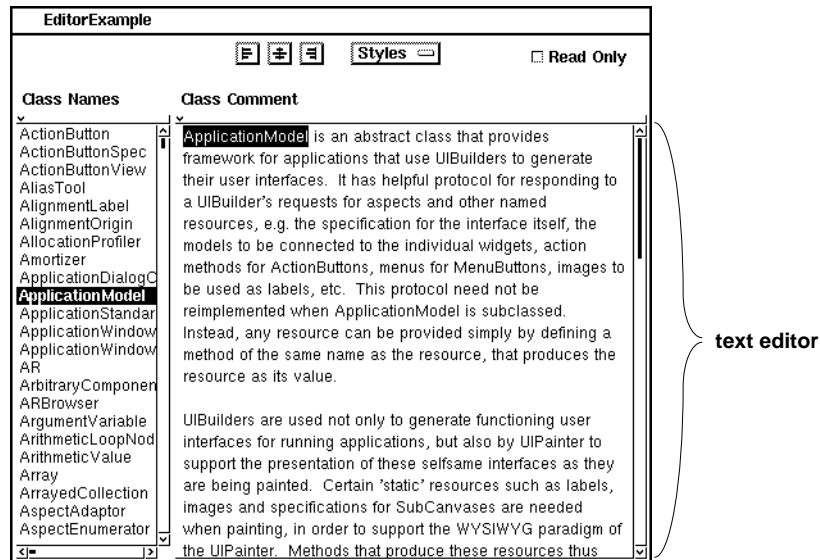 EditorExample
Styles
Read Only
Class Names
Class Comment
ActionButton
ActionButtonSpec
ActionButtonView
AliasTool
AlignmentLabel
AlignmentOrigin
AllocationProfiler
Amortizer
ApplicationDialogC
ApplicationModel
ApplicationStandar
ApplicationWindow
ApplicationWindow
AR
ArbitraryComponen
ARBrowser
ArgumentVariable
ArithmeticLoopNod
ArithmeticValue
Array
ArrayedCollection
AspectAdaptor
AspectEnumerator
ApplicationModel is an abstract class that provides
framework for applications that use UIBuilders to generate
their user interfaces. It has helpful protocol for responding to
a UIBuilder's requests for aspects and other named
resources, e.g. the specification for the interface itself, the
models to be connected to the individual widgets, action
methods for ActionButtons, menus for MenuButtons, images to
be used as labels, etc. This protocol need not be
reimplemented when ApplicationModel is subclassed.
Instead, any resource can be provided simply by defining a
method of the same name as the resource, that produces the
resource as its value.
UIBuilders are used not only to generate functioning user
interfaces for running applications, but also by UIPainter to
support the presentation of these selfsame interfaces as they
are being painted. Certain 'static' resources such as labels,
images and specifications for SubCanvases are needed
when painting, in order to support the WYSIWYG paradigm of
the UIPainter. Methods that produce these resources thus
text editor